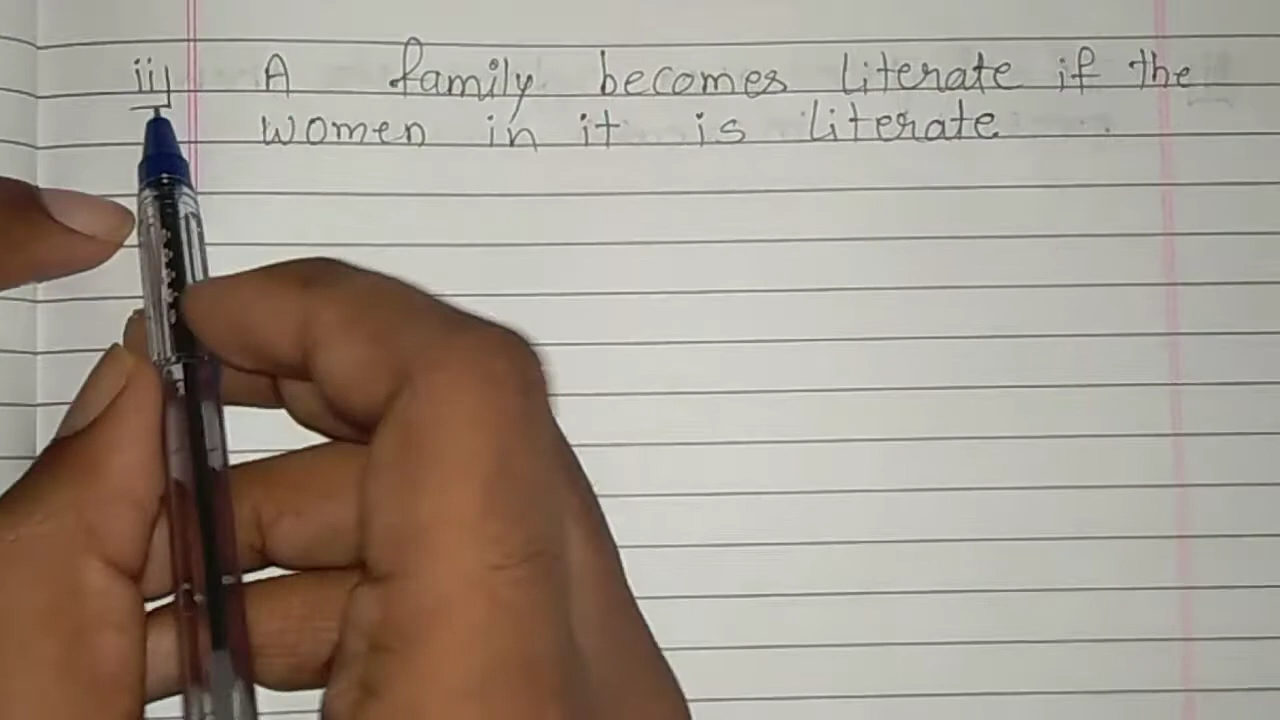 ii) A family becomes literate if the
women in it is literate